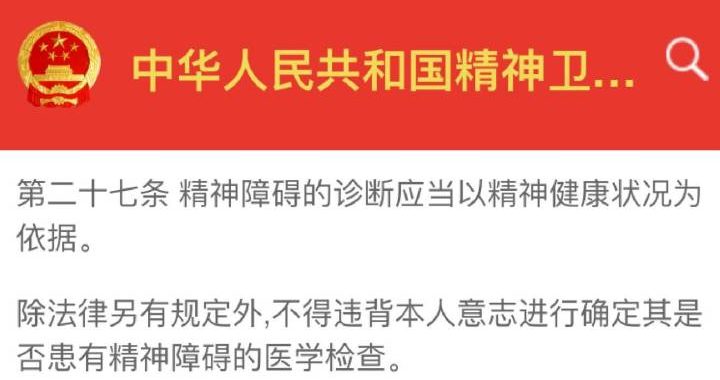 中华人民共和国精神卫...
第二十七条 精神障碍的诊断应当以精神健康状况为
依据。
除法律另有规定外,不得违背本人意志进行确定其是
否患有精神障碍的医学检查。